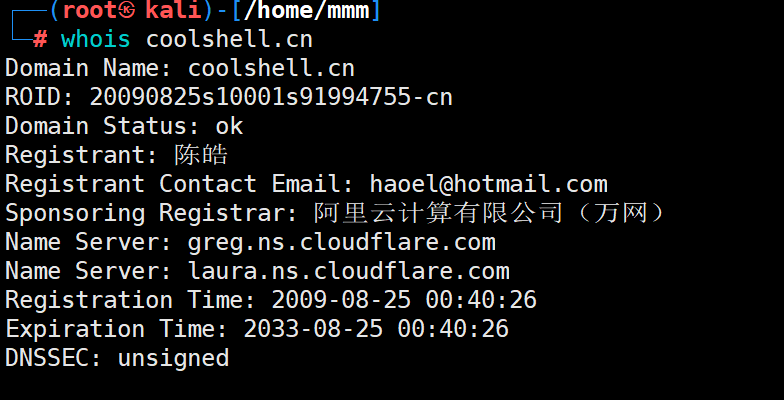 ┌──(root㉿kali)-[/home/mmm]
└─# whois coolshell.cn
Domain Name: coolshell.cn
ROID: 20090825s10001s91994755-cn
Domain Status: ok
Registrant: 陈皓
Registrant Contact Email: haoel@hotmail.com
Sponsoring Registrar: 阿里云计算有限公司（万网）
Name Server: greg.ns.cloudflare.com
Name Server: laura.ns.cloudflare.com
Registration Time: 2009-08-25 00:40:26
Expiration Time: 2033-08-25 00:40:26
DNSSEC: unsigned